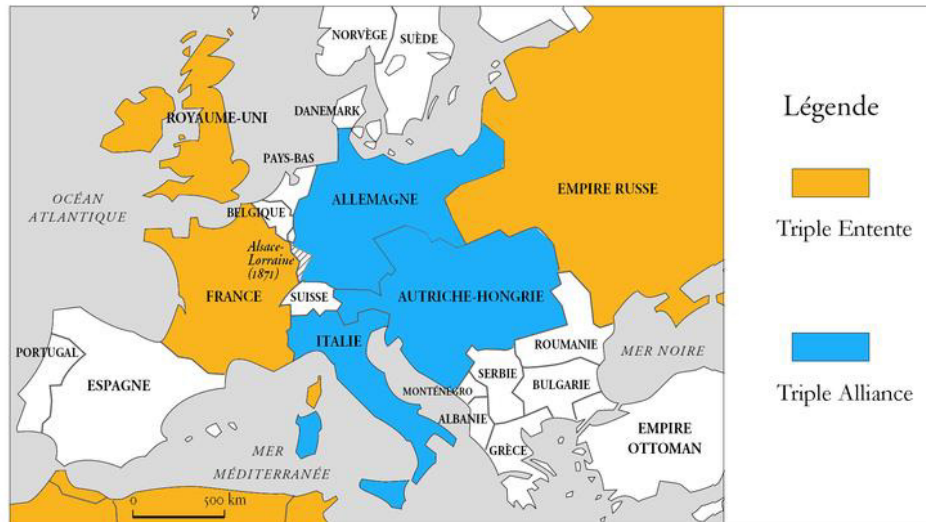 NORVÈGE
SUÈDE
ROYAUME-UNI
DANEMARK
PAYS-BAS
OCÉAN
ATLANTIQUE
BELGIQUE
ALLEMAGNE
EMPIRE RUSSE
Alsace-
Lorraine
(1871)
FRANCE
SUISSE
AUTRICHE-HONGRIE
ITALIE
PORTUGAL
ESPAGNE
ROUMANIE
MER NOIRE
SERBIE
MONTÉNÉGRO
BULGARIE
ALBANIE
GRÈCE
EMPIRE
OTTOMAN
MER
MÉDITERRANÉE
0 500 km
Légende
Triple Entente
Triple Alliance